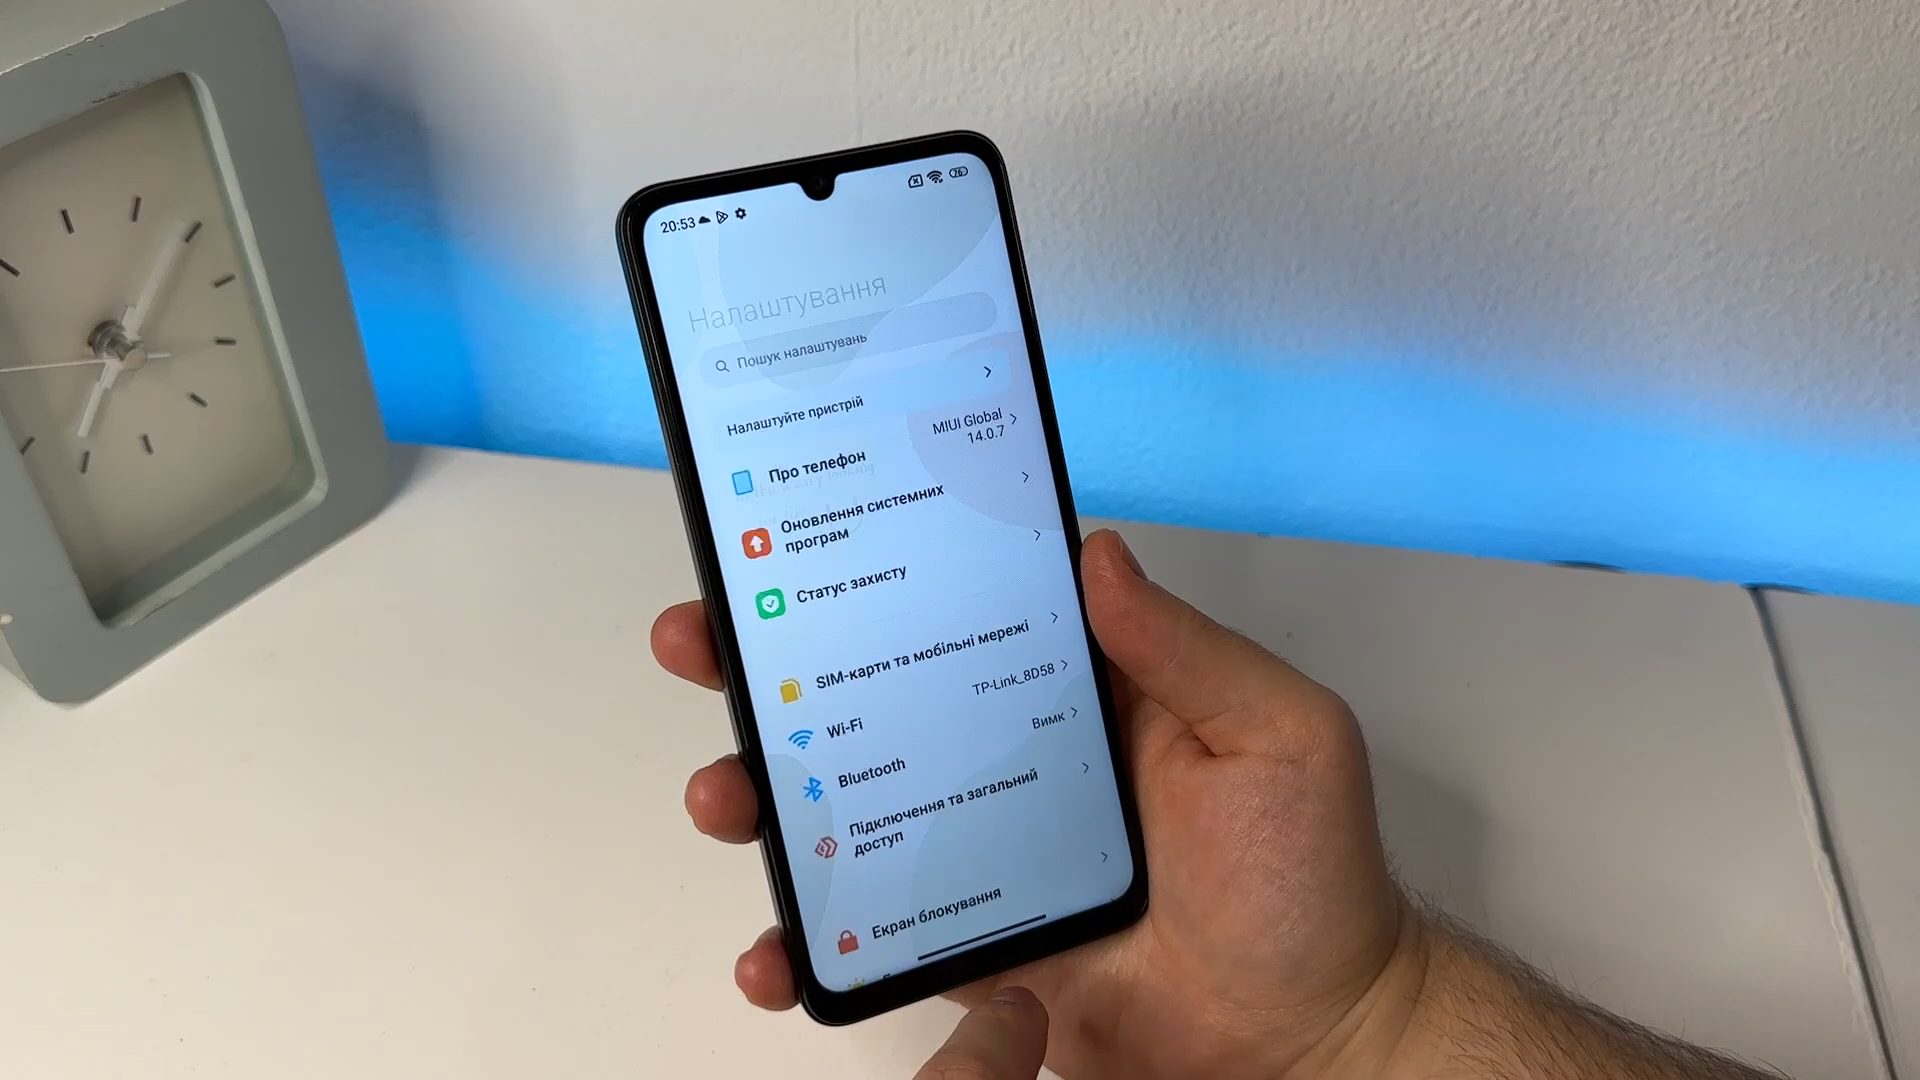 20:53
76
Налаштування
Пошук налаштувань
Налаштуйте пристрій
Про телефон
MIUI Global
14.0.7
Оновлення системних
програм
Статус захисту
SIM-карти та мобільні мережі
Wi-Fi
TP-Link_8D58
Bluetooth
Вимк
Підключення та загальний
доступ
Екран блокування